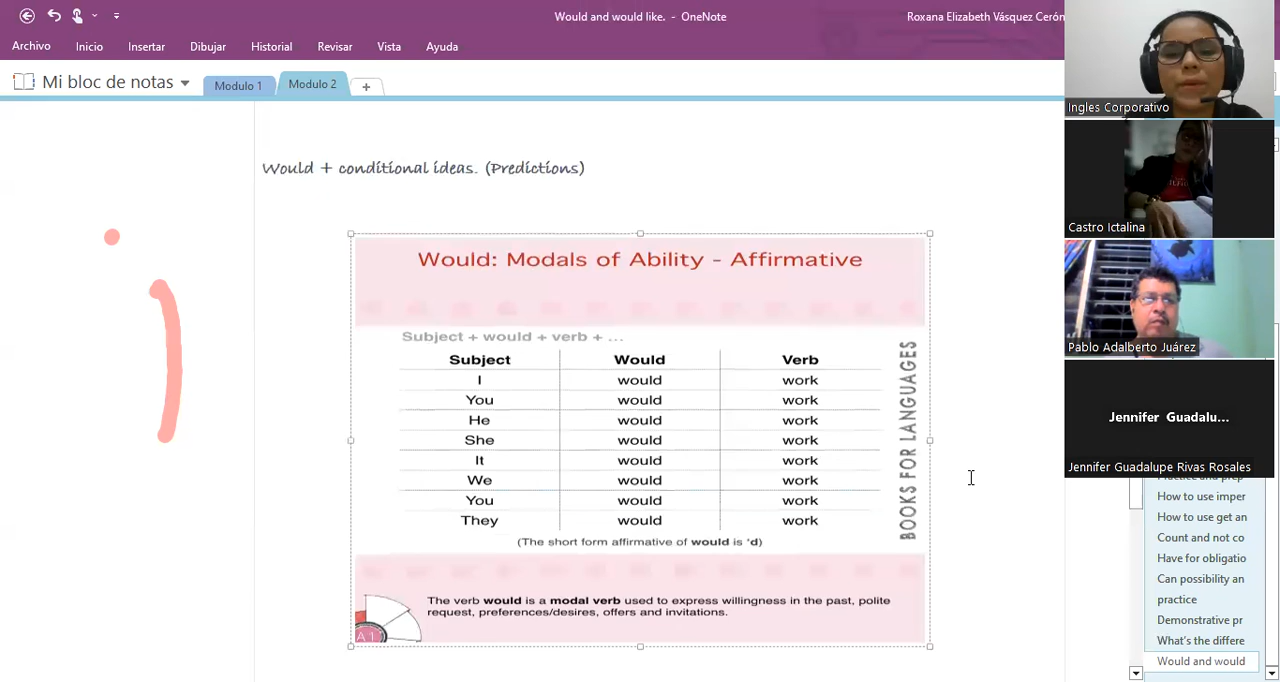 Would and would like. - OneNote
Roxana Elizabeth Vásquez Cerón
Archivo Inicio Insertar Dibujar Historial Revisar Vista Ayuda
Mi bloc de notas Modulo 1 Modulo 2 +
Would + conditional ideas. (Predictions)
Would: Modals of Ability - Affirmative
Subject + would + verb + ...
Subject Would Verb
I would work
You would work
He would work
She would work
It would work
We would work
You would work
They would work
(The short form affirmative of would is 'd)
BOOKS FOR LANGUAGES
The verb would is a modal verb used to express willingness in the past, polite
request, preferences/desires, offers and invitations.
A1
Ingles Corporativo
Castro Ictalina
Pablo Adalberto Juárez
Jennifer Guadalu...
Jennifer Guadalupe Rivas Rosales
Practice and prep
How to use imper
How to use get an
Count and not co
Have for obligatio
Can possibility an
practice
Demonstrative pr
What's the differe
Would and would